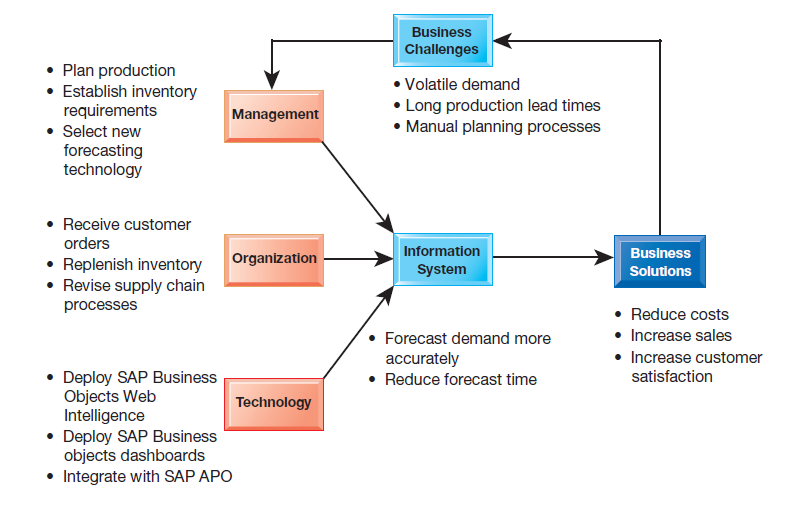 Business
Challenges
• Volatile demand
• Long production lead times
• Manual planning processes
• Plan production
• Establish inventory
requirements
• Select new
forecasting
technology
Management
• Receive customer
orders
• Replenish inventory
• Revise supply chain
processes
Organization
Information
System
• Forecast demand more
accurately
• Reduce forecast time
Business
Solutions
• Reduce costs
• Increase sales
• Increase customer
satisfaction
• Deploy SAP Business
Objects Web
Intelligence
• Deploy SAP Business
objects dashboards
• Integrate with SAP APO
Technology